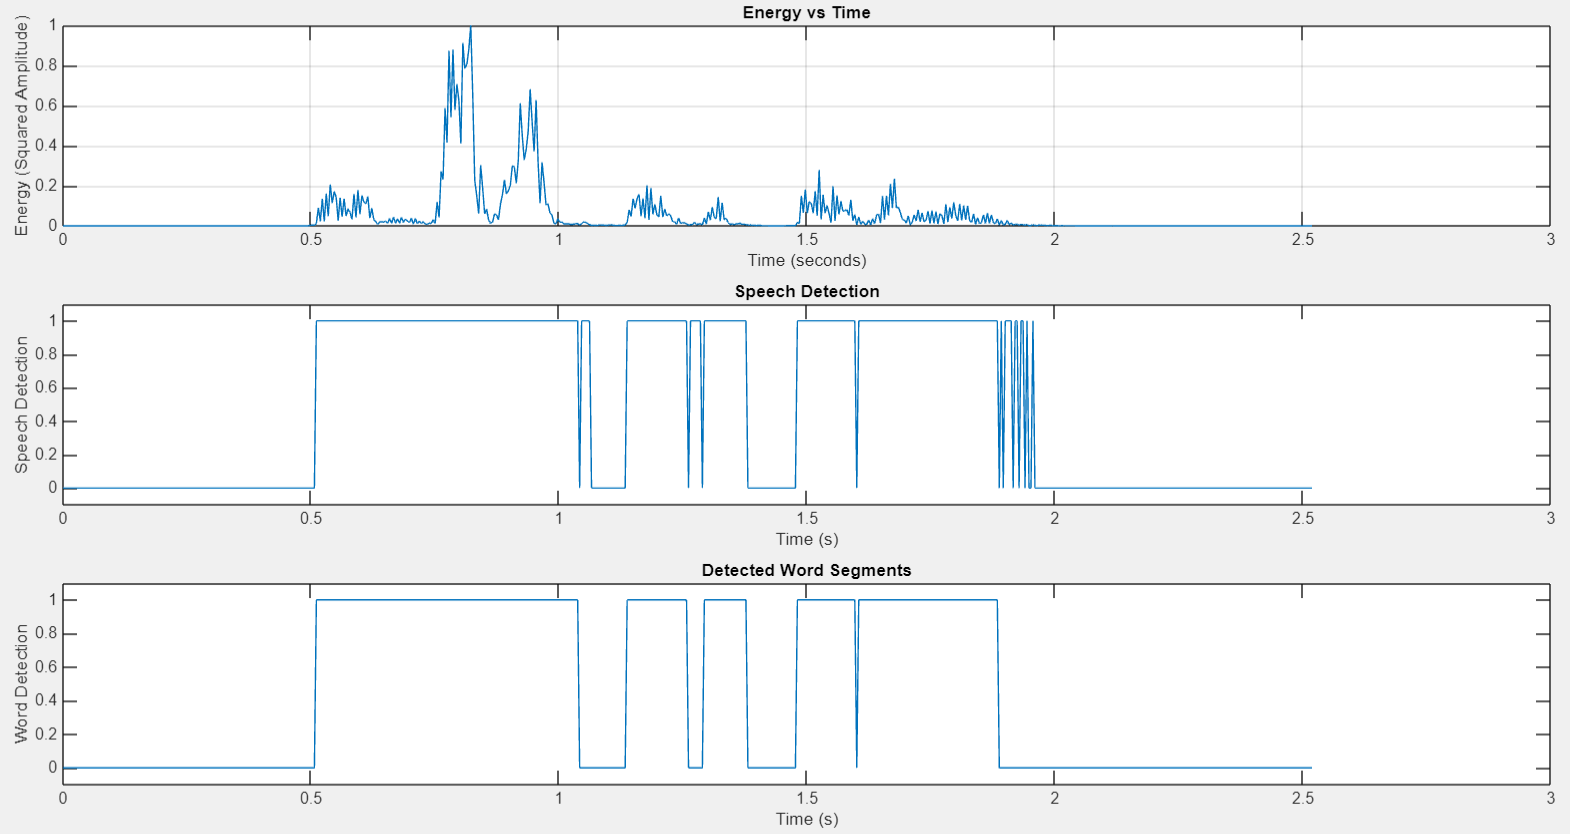 Energy vs Time
Energy (Squared Amplitude)
1
0.8
0.6
0.4
0.2
0
0 0.5 1 1.5 2 2.5 3
Time (seconds)
Speech Detection
Speech Detection
1
0.8
0.6
0.4
0.2
0
0 0.5 1 1.5 2 2.5 3
Time (s)
Detected Word Segments
Word Detection
1
0.8
0.6
0.4
0.2
0
0 0.5 1 1.5 2 2.5 3
Time (s)